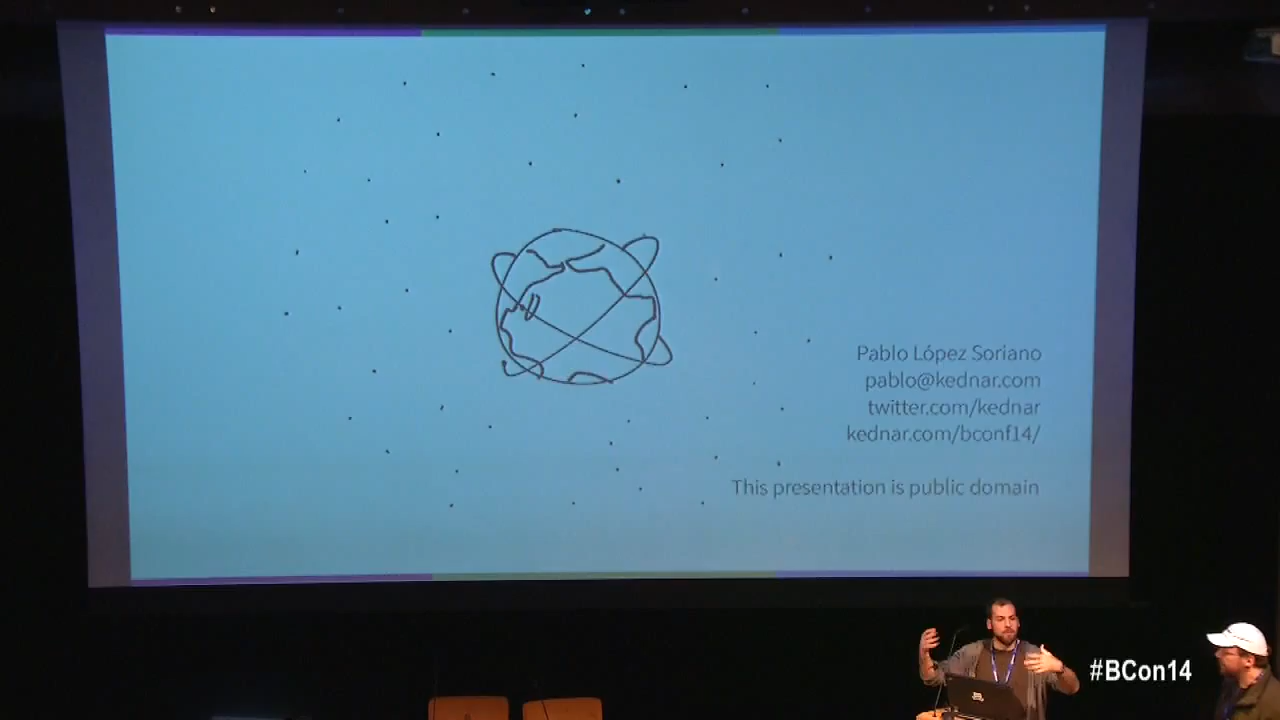 Pablo López Soriano
pablo@kednar.com
twitter.com/kednar
kednar.com/bconf14/
This presentation is public domain
#BCon14